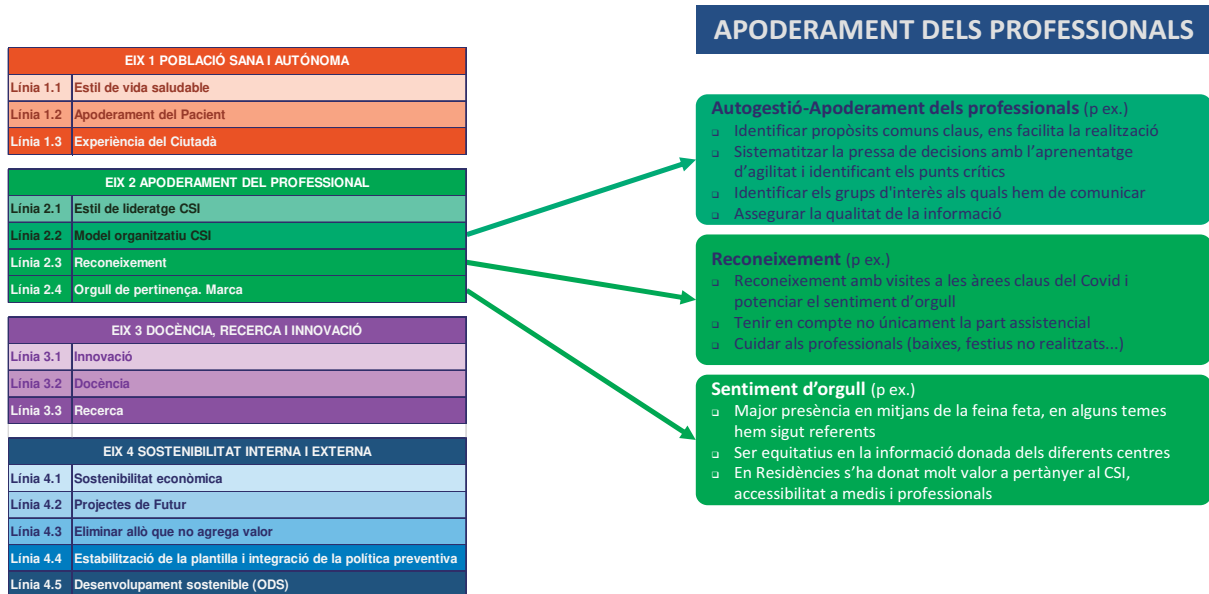 APODERAMENT DELS PROFESSIONALS
EIX 1 POBLACIÓ SANA I AUTÓNOMA
Línia 1.1 Estil de vida saludable
Línia 1.2 Apoderament del Pacient
Línia 1.3 Experiència del Ciutadà
EIX 2 APODERAMENT DEL PROFESSIONAL
Línia 2.1 Estil de lideratge CSI
Línia 2.2 Model organitzatiu CSI
Línia 2.3 Reconeixement
Línia 2.4 Orgull de pertinença. Marca
EIX 3 DOCÈNCIA, RECERCA I INNOVACIÓ
Línia 3.1 Innovació
Línia 3.2 Docència
Línia 3.3 Recerca
EIX 4 SOSTENIBILITAT INTERNA I EXTERNA
Línia 4.1 Sostenibilitat econòmica
Línia 4.2 Projectes de Futur
Línia 4.3 Eliminar allò que no agrega valor
Línia 4.4 Estabilització de la plantilla i integració de la política preventiva
Línia 4.5 Desenvolupament sostenible (ODS)
Autogestió-Apoderament dels professionals (p ex.)
Identificar propòsits comuns claus, ens facilita la realització
Sistematitzar la pressa de decisions amb l'aprenentatge
d'agilitat i identificant els punts crítics
Identificar els grups d'interès als quals hem de comunicar
Assegurar la qualitat de la informació
Reconeixement (p ex.)
Reconeixement amb visites a les àrees claus del Covid i
potenciar el sentiment d'orgull
Tenir en compte no únicament la part assistencial
Cuidar als professionals (baixes, festius no realitzats...)
Sentiment d'orgull (p ex.)
Major presència en mitjans de la feina feta, en alguns temes
hem sigut referents
Ser equitatius en la informació donada dels diferents centres
En Residències s'ha donat molt valor a pertànyer al CSI,
accessibilitat a medis i professionals